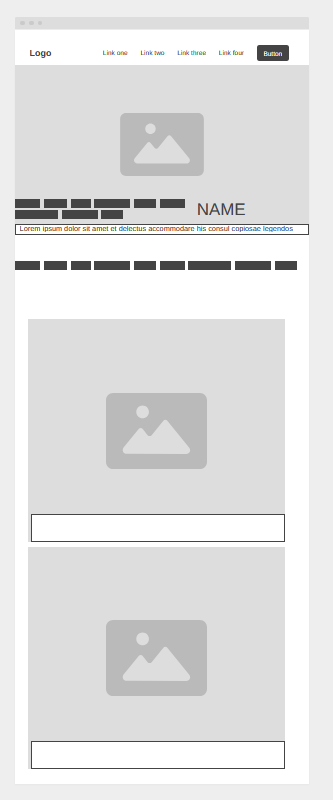 Logo
Link one Link two Link three Link four Button
NAME
Lorem ipsum dolor sit amet et delectus accommodare his consul copiosae legendos